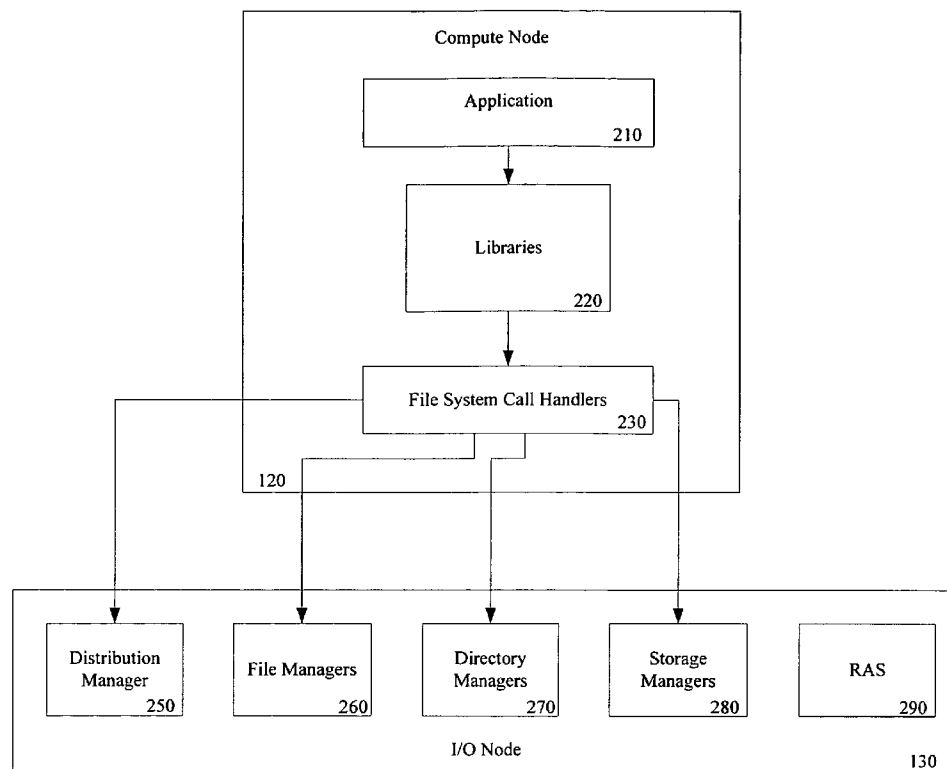 Compute Node
Application
210
Libraries
220
File System Call Handlers
230
120
Distribution
Manager
250
File Managers
260
Directory
Managers
270
Storage
Managers
280
RAS
290
I/O Node
130